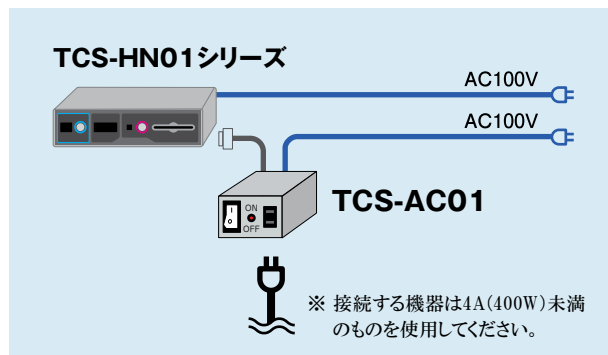 TCS-HN01シリーズ
AC100V
AC100V
TCS-AC01
ON
OFF
※ 接続する機器は4A(400W)未満
のものを使用してください。